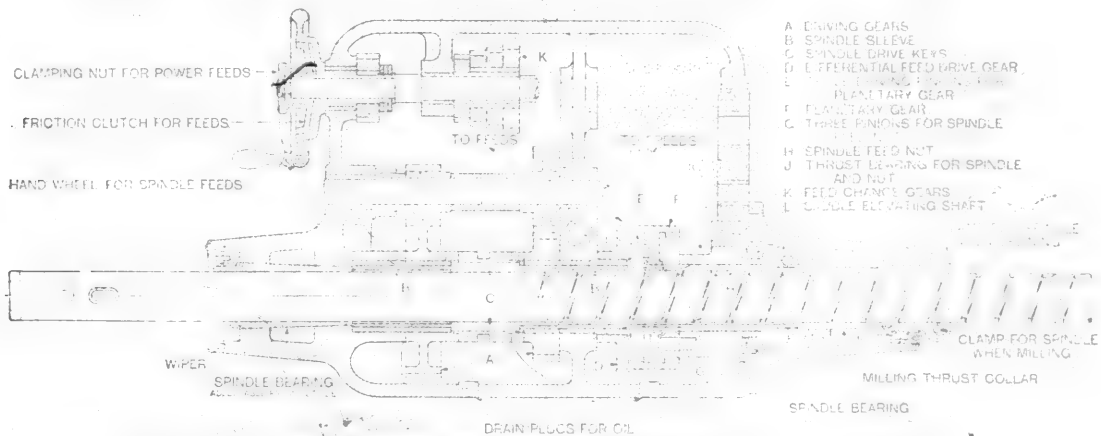 CLAMPING NUT FOR POWER FEEDS
FRICTION CLUTCH FOR FEEDS
HAND WHEEL FOR SPINDLE FEEDS
K
TO FEEDS
TO SPEEDS
E F
A DRIVING GEARS
B SPINDLE SLEEVE
C SPINDLE DRIVE KEYS
D DIFFERENTIAL FEED DRIVE GEAR
E
PLANETARY GEAR
F PLANETARY GEAR
G THREE PINIONS FOR SPINDLE
H SPINDLE FEED NUT
J THRUST BEARING FOR SPINDLE
AND NUT
K FEED CHANGE GEARS
L SADDLE ELEVATING SHAFT
B
C
B
A
WIPER
SPINDLE BEARING
CLAMP FOR SPINDLE
WHEN MILLING
MILLING THRUST COLLAR
SPINDLE BEARING
DRAIN PLUGS FOR OIL